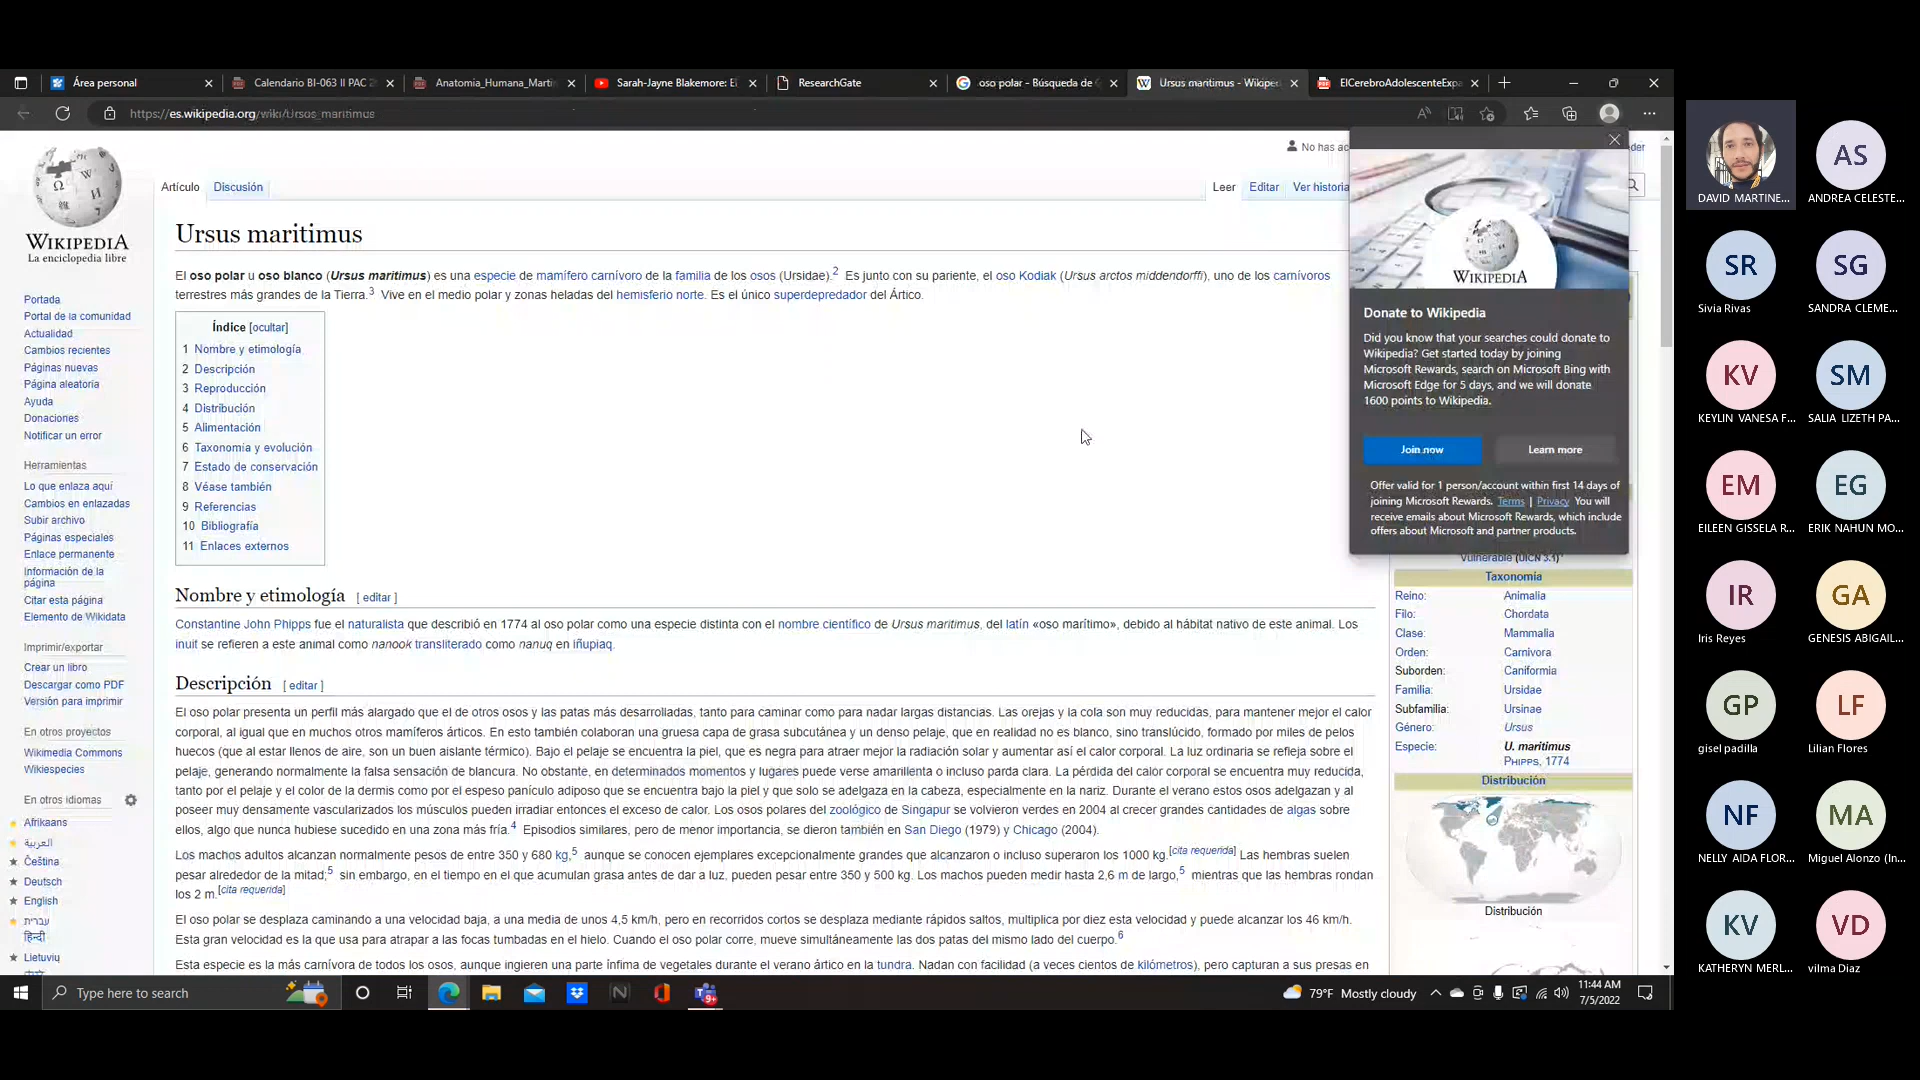 Área personal
Calendario BI-063 II PAC 2
Anatomia_Humana_Marti
Sarah-Jayne Blakemore: El
ResearchGate
oso polar - Búsqueda de
Ursus maritimus - Wikiped
ElCerebroAdolescenteExpa
https://es.wikipedia.org/wiki/Ursus_maritimus
WIKIPEDIA
La enciclopedia libre
Portada
Portal de la comunidad
Actualidad
Cambios recientes
Páginas nuevas
Página aleatoria
Ayuda
Donaciones
Notificar un error
Herramientas
Lo que enlaza aquí
Cambios en enlazadas
Subir archivo
Páginas especiales
Enlace permanente
Información de la
página
Citar esta página
Elemento de Wikidata
Imprimir/exportar
Crear un libro
Descargar como PDF
Versión para imprimir
En otros proyectos
Wikimedia Commons
Wikiespecies
En otros idiomas
Afrikaans
العربية
Čeština
Deutsch
English
עברית
हिन्दी
Lietuvių
No has ac
Artículo
Discusión
Leer
Editar
Ver historia
Ursus maritimus
El oso polar u oso blanco (Ursus maritimus) es una especie de mamífero carnívoro de la familia de los osos (Ursidae).2 Es junto con su pariente, el oso Kodiak (Ursus arctos middendorffi), uno de los carnívoros
terrestres más grandes de la Tierra.3 Vive en el medio polar y zonas heladas del hemisferio norte. Es el único superdepredador del Ártico.
Índice [ocultar]
1 Nombre y etimología
2 Descripción
3 Reproducción
4 Distribución
5 Alimentación
6 Taxonomía y evolución
7 Estado de conservación
8 Véase también
9 Referencias
10 Bibliografía
11 Enlaces externos
Nombre y etimología [ editar ]
Constantine John Phipps fue el naturalista que describió en 1774 al oso polar como una especie distinta con el nombre científico de Ursus maritimus, del latín «oso marítimo», debido al hábitat nativo de este animal. Los
inuit se refieren a este animal como nanook transliterado como nanuq en iñupiaq.
Descripción [ editar ]
El oso polar presenta un perfil más alargado que el de otros osos y las patas más desarrolladas, tanto para caminar como para nadar largas distancias. Las orejas y la cola son muy reducidas, para mantener mejor el calor
corporal, al igual que en muchos otros mamíferos árticos. En esto también colaboran una gruesa capa de grasa subcutánea y un denso pelaje, que en realidad no es blanco, sino translúcido, formado por miles de pelos
huecos (que al estar llenos de aire, son un buen aislante térmico). Bajo el pelaje se encuentra la piel, que es negra para atraer mejor la radiación solar y aumentar así el calor corporal. La luz ordinaria se refleja sobre el
pelaje, generando normalmente la falsa sensación de blancura. No obstante, en determinados momentos y lugares puede verse amarillenta o incluso parda clara. La pérdida del calor corporal se encuentra muy reducida,
tanto por el pelaje y el color de la dermis como por el espeso panículo adiposo que se encuentra bajo la piel y que solo se adelgaza en la cabeza, especialmente en la nariz. Durante el verano estos osos adelgazan y al
poseer muy densamente vascularizados los músculos pueden irradiar entonces el exceso de calor. Los osos polares del zoológico de Singapur se volvieron verdes en 2004 al crecer grandes cantidades de algas sobre
ellos, algo que nunca hubiese sucedido en una zona más fría.4 Episodios similares, pero de menor importancia, se dieron también en San Diego (1979) y Chicago (2004).
Los machos adultos alcanzan normalmente pesos de entre 350 y 680 kg,5 aunque se conocen ejemplares excepcionalmente grandes que alcanzaron o incluso superaron los 1000 kg.[cita requerida] Las hembras suelen
pesar alrededor de la mitad;5 sin embargo, en el tiempo en el que acumulan grasa antes de dar a luz, pueden pesar entre 350 y 500 kg. Los machos pueden medir hasta 2,6 m de largo,5 mientras que las hembras rondan
los 2 m.[cita requerida]
El oso polar se desplaza caminando a una velocidad baja, a una media de unos 4,5 km/h, pero en recorridos cortos se desplaza mediante rápidos saltos, multiplica por diez esta velocidad y puede alcanzar los 46 km/h.
Esta gran velocidad es la que usa para atrapar a las focas tumbadas en el hielo. Cuando el oso polar corre, mueve simultáneamente las dos patas del mismo lado del cuerpo.6
Esta especie es la más carnívora de todos los osos, aunque ingieren una parte ínfima de vegetales durante el verano ártico en la tundra. Nadan con facilidad (a veces cientos de kilómetros), pero capturan a sus presas en
WIKIPEDIA
Donate to Wikipedia
Did you know that your searches could donate to
Wikipedia? Get started today by joining
Microsoft Rewards, search on Microsoft Bing with
Microsoft Edge for 5 days, and we will donate
1600 points to Wikipedia.
Join now
Learn more
Offer valid for 1 person/account within first 14 days of
joining Microsoft Rewards. Terms | Privacy You will
receive emails about Microsoft Rewards, which include
offers about Microsoft and partner products.
Vulnerable (UICN 3.1)
Taxonomía
Reino: Animalia
Filo: Chordata
Clase: Mammalia
Orden: Carnivora
Suborden: Caniformia
Familia: Ursidae
Subfamilia: Ursinae
Género: Ursus
Especie: U. maritimus
PHIPPS, 1774
Distribución
Distribución
Type here to search
79°F Mostly cloudy
11:44 AM
7/5/2022
DAVID MARTINE...
AS
ANDREA CELESTE...
SR
Sivia Rivas
SG
SANDRA CLEME...
KV
KEYLIN VANESA F...
SM
SALIA LIZETH PA...
EM
EILEEN GISSELA R...
EG
ERIK NAHUN MO...
IR
Iris Reyes
GA
GENESIS ABIGAIL...
GP
gisel padilla
LF
Lilian Flores
NF
NELLY AIDA FLOR...
MA
Miguel Alonzo (In...
KV
KATHERYN MERL...
VD
vilma Diaz